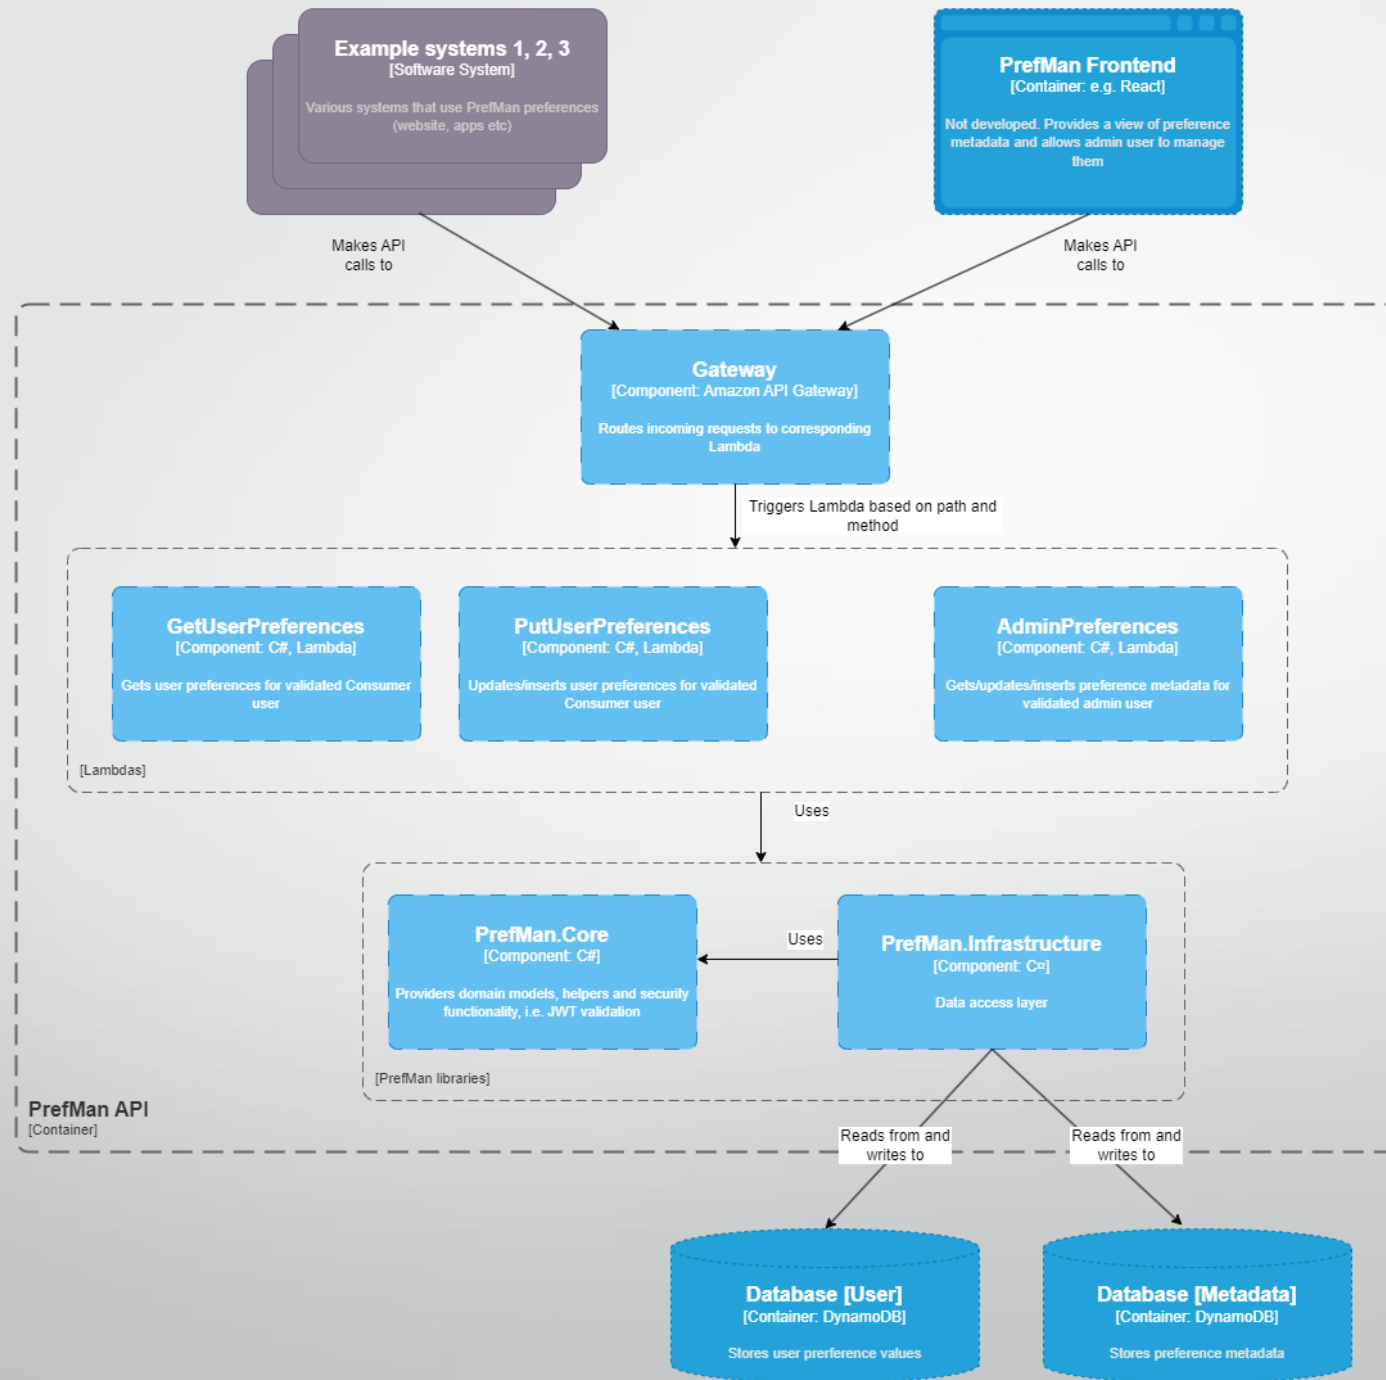 Example systems 1, 2, 3
[Software System]
Various systems that use PrefMan preferences
(website, apps etc)
PrefMan Frontend
[Container: e.g. React]
Not developed. Provides a view of preference
metadata and allows admin user to manage
them
Makes API
calls to
Makes API
calls to
Gateway
[Component: Amazon API Gateway]
Routes incoming requests to corresponding
Lambda
Triggers Lambda based on path and
method
GetUserPreferences
[Component: C#, Lambda]
Gets user preferences for validated Consumer
user
PutUserPreferences
[Component: C#, Lambda]
Updates/inserts user preferences for validated
Consumer user
AdminPreferences
[Component: C#, Lambda]
Gets/updates/inserts preference metadata for
validated admin user
[Lambdas]
Uses
PrefMan.Core
[Component: C#]
Providers domain models, helpers and security
functionality, i.e. JWT validation
Uses
PrefMan.Infrastructure
[Component: C¤]
Data access layer
[PrefMan libraries]
PrefMan API
[Container]
Reads from and
writes to
Reads from and
writes to
Database [User]
[Container: DynamoDB]
Stores user prerference values
Database [Metadata]
[Container: DynamoDB]
Stores preference metadata